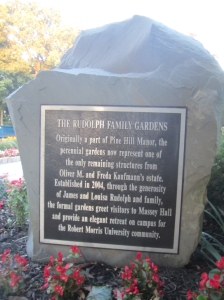 THE RUDOLPH FAMILY GARDENS
Originally a part of Pine Hill Manor, the
perennial gardens now represent one of
the only remaining structures from
Oliver M. and Freda Kaufmann's estate.
Established in 2004, through the generosity
of James and Louisa Rudolph and family,
the formal gardens greet visitors to Massey Hall
and provide an elegant retreat on campus for
the Robert Morris University community.